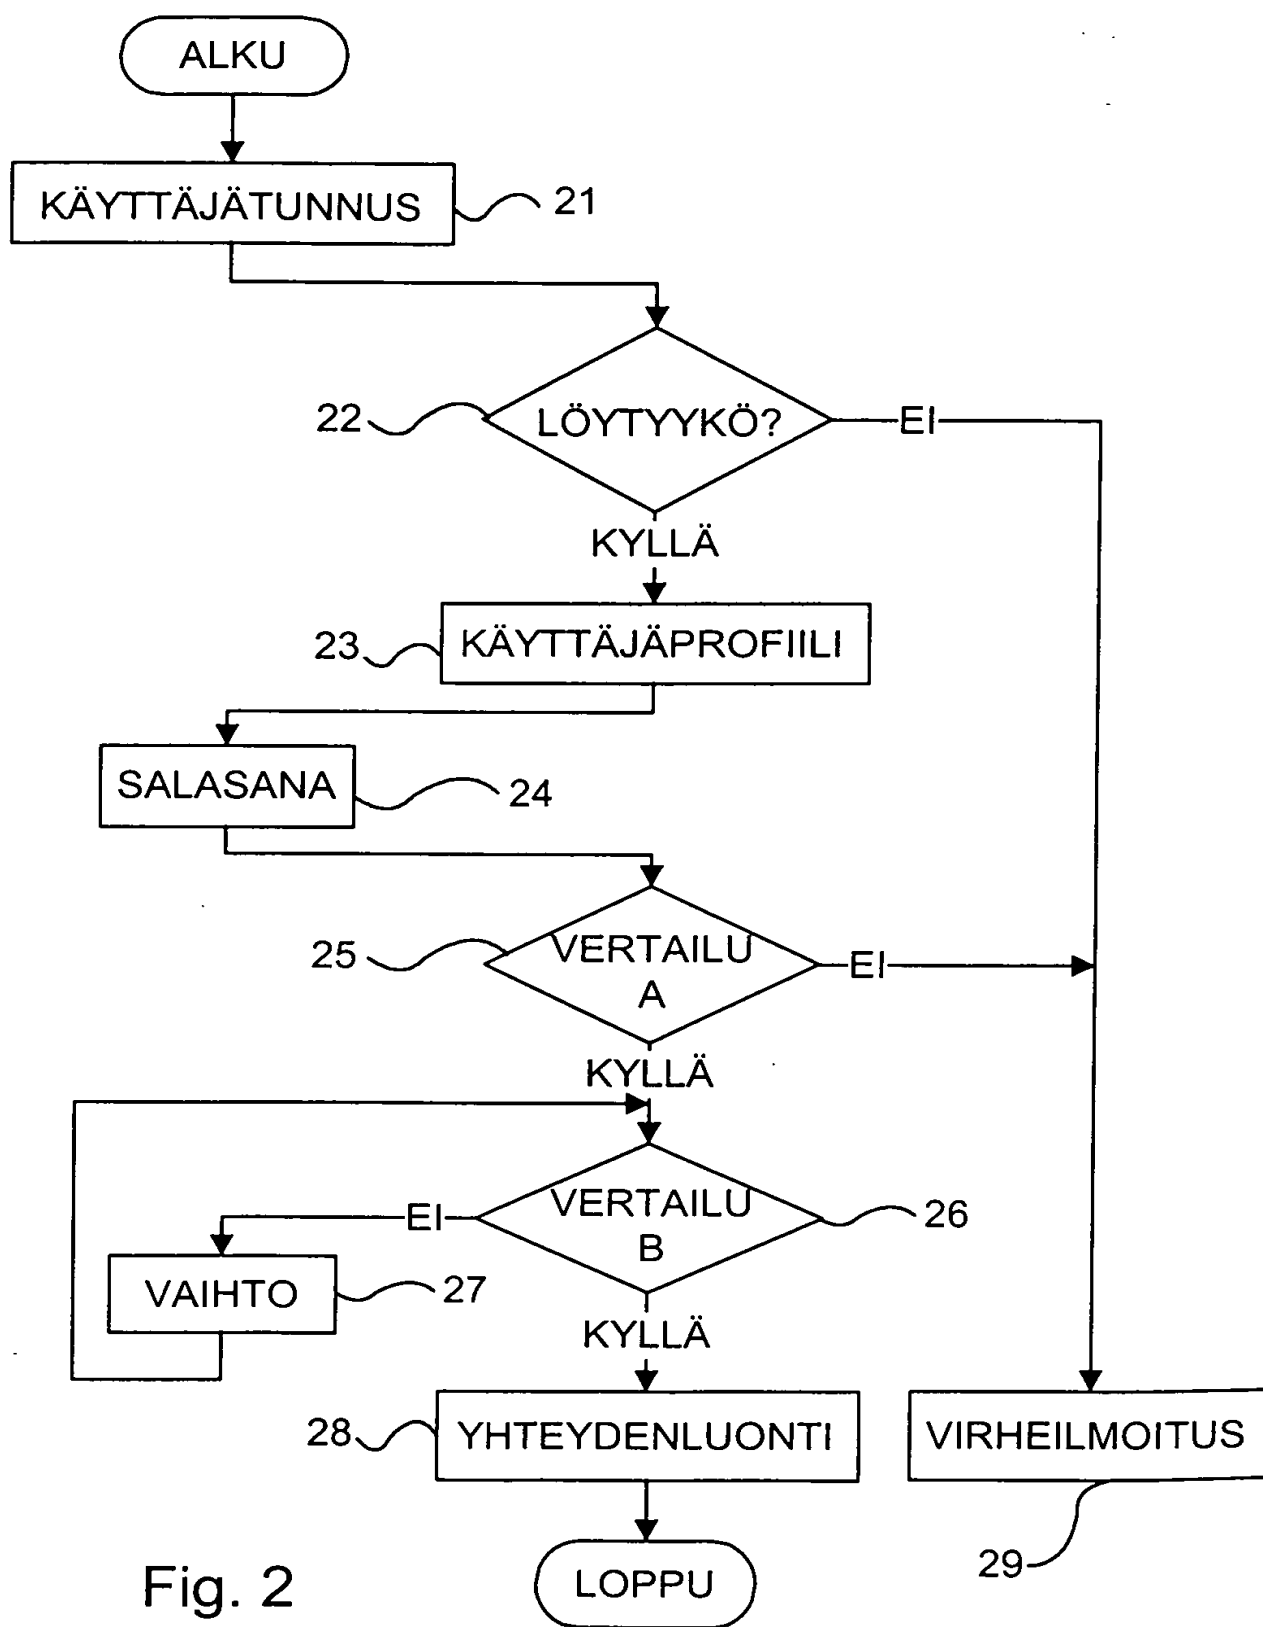 ALKU
KÄYTTÄJÄTUNNUS 21
22 LÖYTYYKÖ? EI
KYLLÄ
23 KÄYTTÄJÄPROFIILI
SALASANA 24
25 VERTAILU A EI
KYLLÄ
EI VERTAILU B 26
VAIHTO 27
KYLLÄ
28 YHTEYDENLUONTI VIRHEILMOITUS
29
LOPPU
Fig. 2